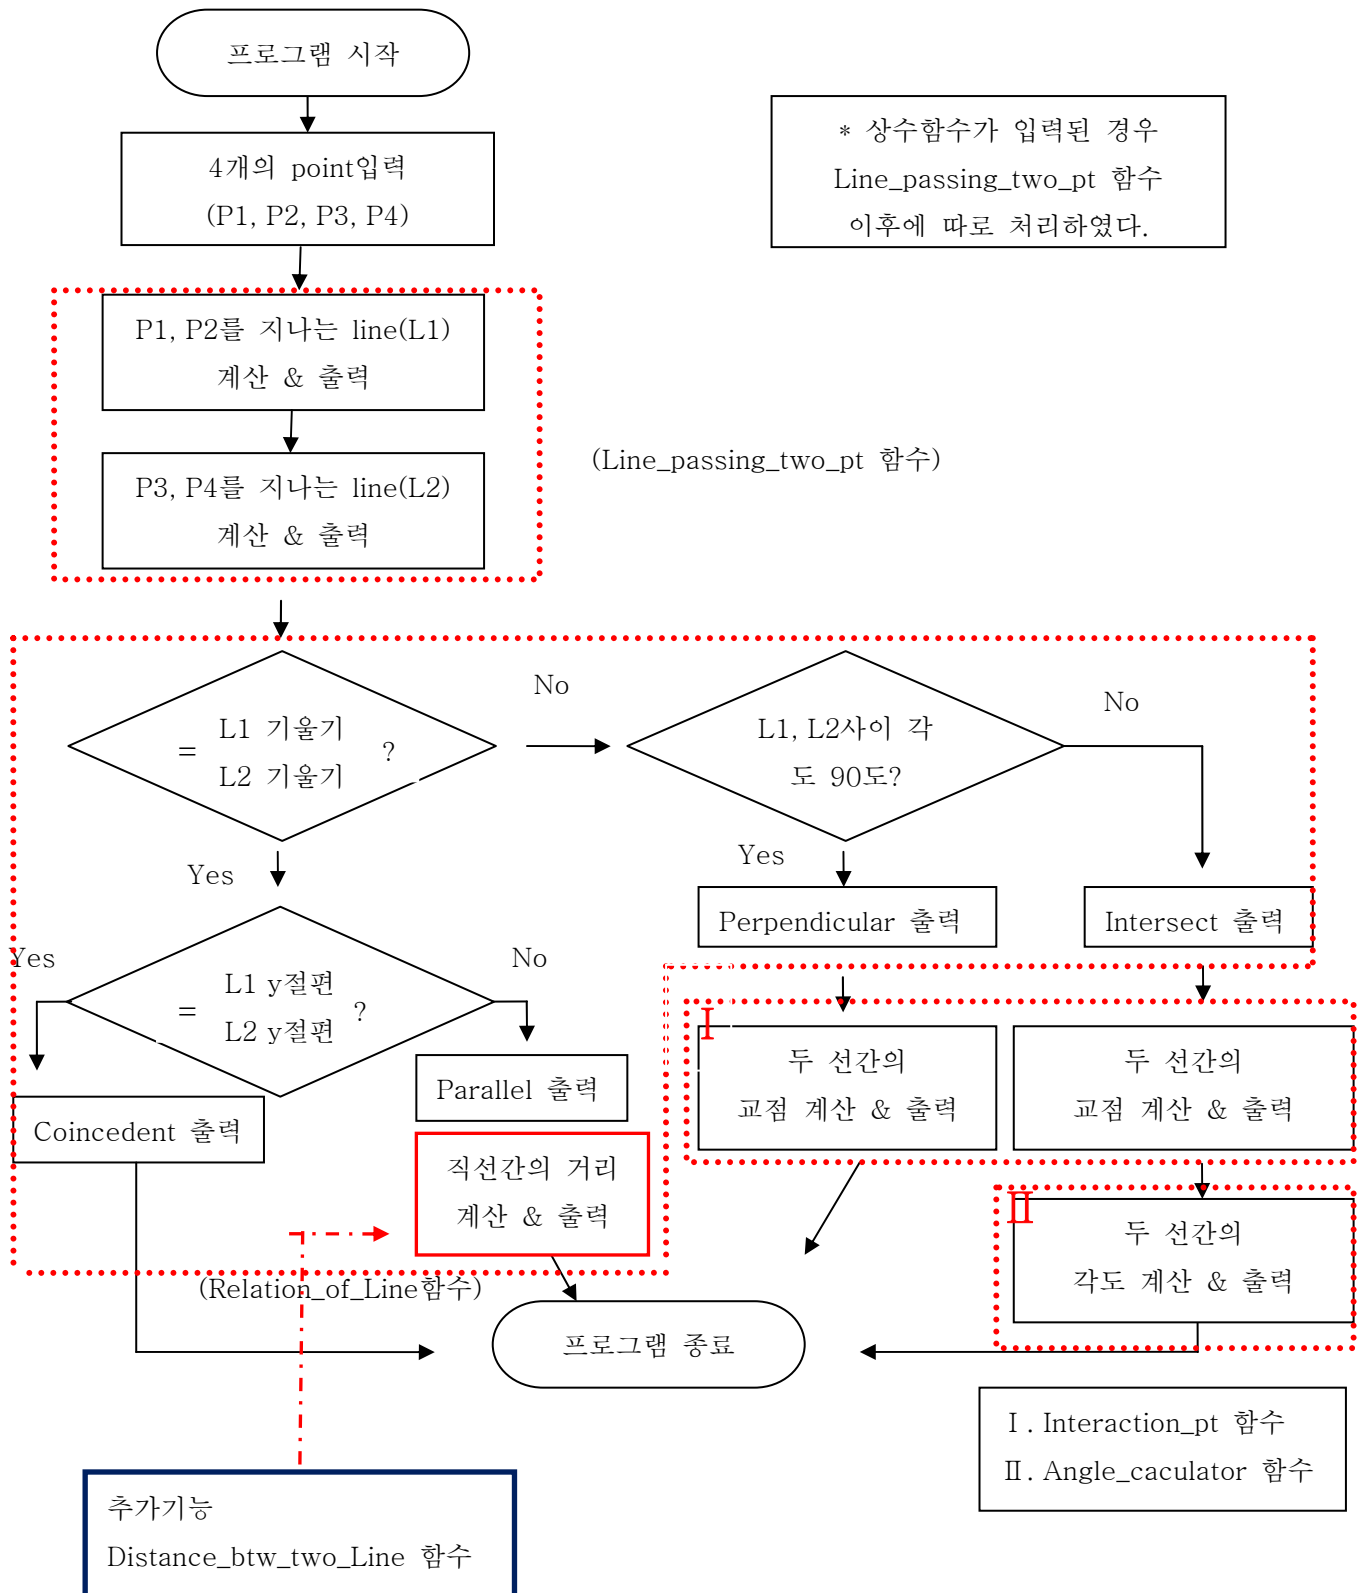 프로그램 시작
4개의 point입력
(P1, P2, P3, P4)
* 상수함수가 입력된 경우
Line_passing_two_pt 함수
이후에 따로 처리하였다.
P1, P2를 지나는 line(L1)
계산 & 출력
P3, P4를 지나는 line(L2)
계산 & 출력
(Line_passing_two_pt 함수)
L1 기울기
= ?
L2 기울기
No
L1, L2사이 각
도 90도?
No
Yes
Yes
Perpendicular 출력
Intersect 출력
Yes
L1 y절편
= ?
L2 y절편
No
Coincedent 출력
Parallel 출력
직선간의 거리
계산 & 출력
I
두 선간의
교점 계산 & 출력
두 선간의
교점 계산 & 출력
II
두 선간의
각도 계산 & 출력
(Relation_of_Line함수)
프로그램 종료
Ⅰ. Interaction_pt 함수
Ⅱ. Angle_caculator 함수
추가기능
Distance_btw_two_Line 함수